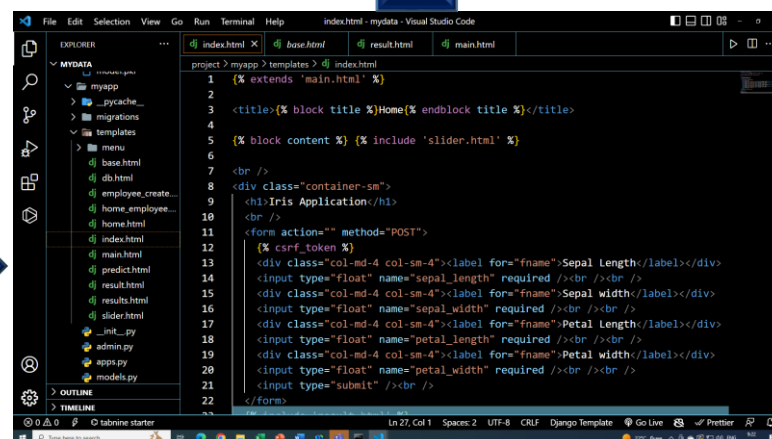 File Edit Selection View Go Run Terminal Help
index.html - mydata - Visual Studio Code
EXPLORER
MYDATA
model.pkl
myapp
__pycache__
migrations
templates
menu
base.html
db.html
employee_create....
home_employee....
home.html
index.html
main.html
predict.html
result.html
results.html
slider.html
__init__.py
admin.py
apps.py
models.py
OUTLINE
TIMELINE
index.html base.html result.html main.html
project > myapp > templates > index.html
1 {% extends 'main.html' %}
2
3 <title>{% block title %}Home{% endblock title %}</title>
4
5 {% block content %} {% include 'slider.html' %}
6
7 <br />
8 <div class="container-sm">
9 <h1>Iris Application</h1>
10 <br />
11 <form action="" method="POST">
12 {% csrf_token %}
13 <div class="col-md-4 col-sm-4"><label for="fname">Sepal Length</label></div>
14 <input type="float" name="sepal_length" required /><br /><br />
15 <div class="col-md-4 col-sm-4"><label for="fname">Sepal width</label></div>
16 <input type="float" name="sepal_width" required /><br /><br />
17 <div class="col-md-4 col-sm-4"><label for="fname">Petal Length</label></div>
18 <input type="float" name="petal_length" required /><br /><br />
19 <div class="col-md-4 col-sm-4"><label for="fname">Petal width</label></div>
20 <input type="float" name="petal_width" required /><br /><br />
21 <input type="submit" /><br />
22 </form>
0 0 tabnine starter Ln 27, Col 1 Spaces: 2 UTF-8 CRLF Django Template Go Live Prettier
Type here to search